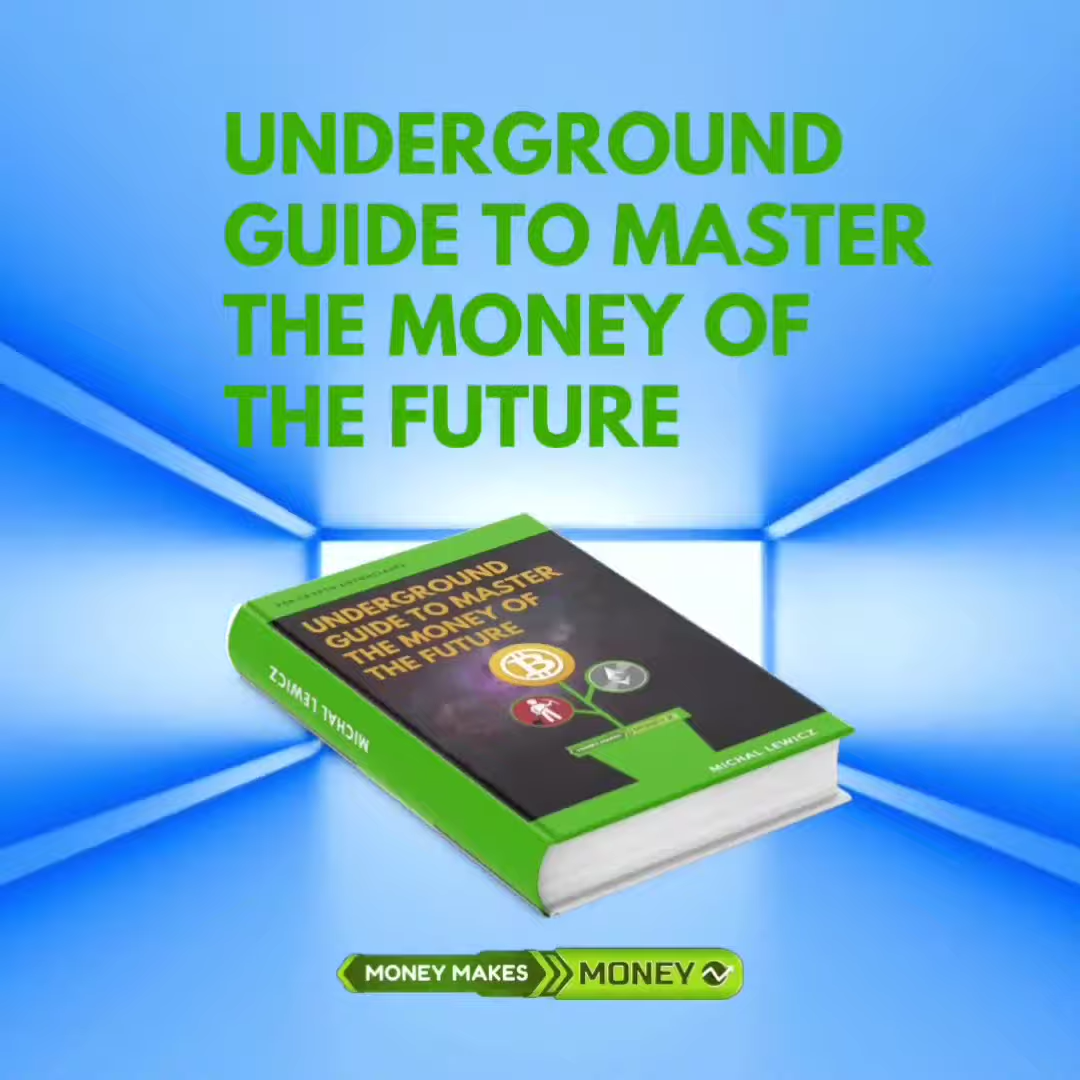 UNDERGROUND
GUIDE TO MASTER
THE MONEY OF
THE FUTURE
UNDERGROUND
GUIDE TO MASTER
THE MONEY OF
THE FUTURE
MICHAL LEWICZ
MICHAL LEWICZ
MONEY MAKES MONEY